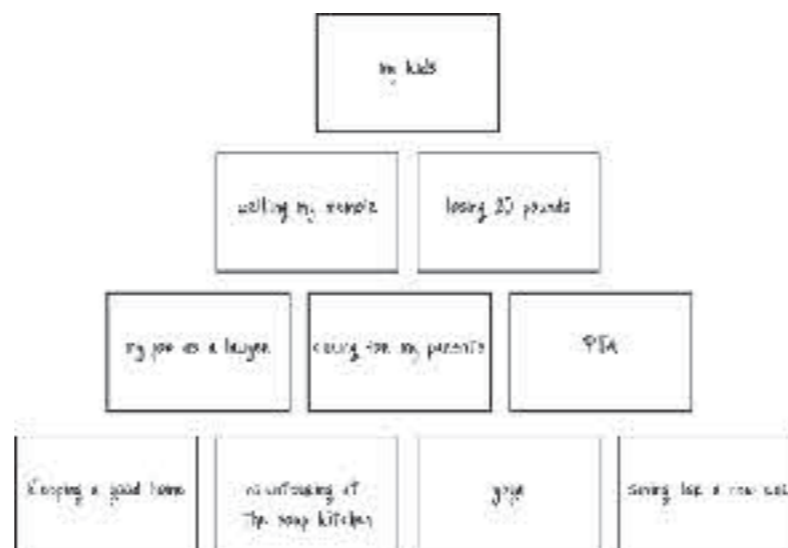 my kids
writing my memoir
losing 20 pounds
my job as a lawyer
caring for my parents
PTA
Keeping a good home
volunteering at
the soup kitchen
yoga
saving for a new